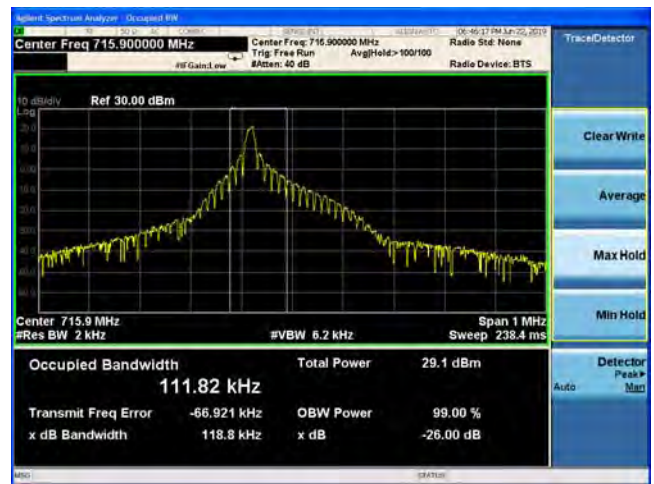 Agilent Spectrum Analyzer - Occupied BW
06:46:17 PM Jun 22, 2019
Center Freq 715.900000 MHz
Center Freq: 715.900000 MHz
Radio Std: None
Trace/Detector
Trig: Free Run
Avg|Hold:> 100/100
#IFGain:Low
#Atten: 40 dB
Radio Device: BTS
10 dB/div
Ref 30.00 dBm
Log
Clear Write
Average
Max Hold
Min Hold
Center 715.9 MHz
Span 1 MHz
#Res BW 2 kHz
#VBW 6.2 kHz
Sweep 238.4 ms
Occupied Bandwidth
Total Power
29.1 dBm
111.82 kHz
Detector
Peak▶
Auto
Man
Transmit Freq Error
-66.921 kHz
OBW Power
99.00 %
x dB Bandwidth
118.8 kHz
x dB
-26.00 dB
MSG
STATUS